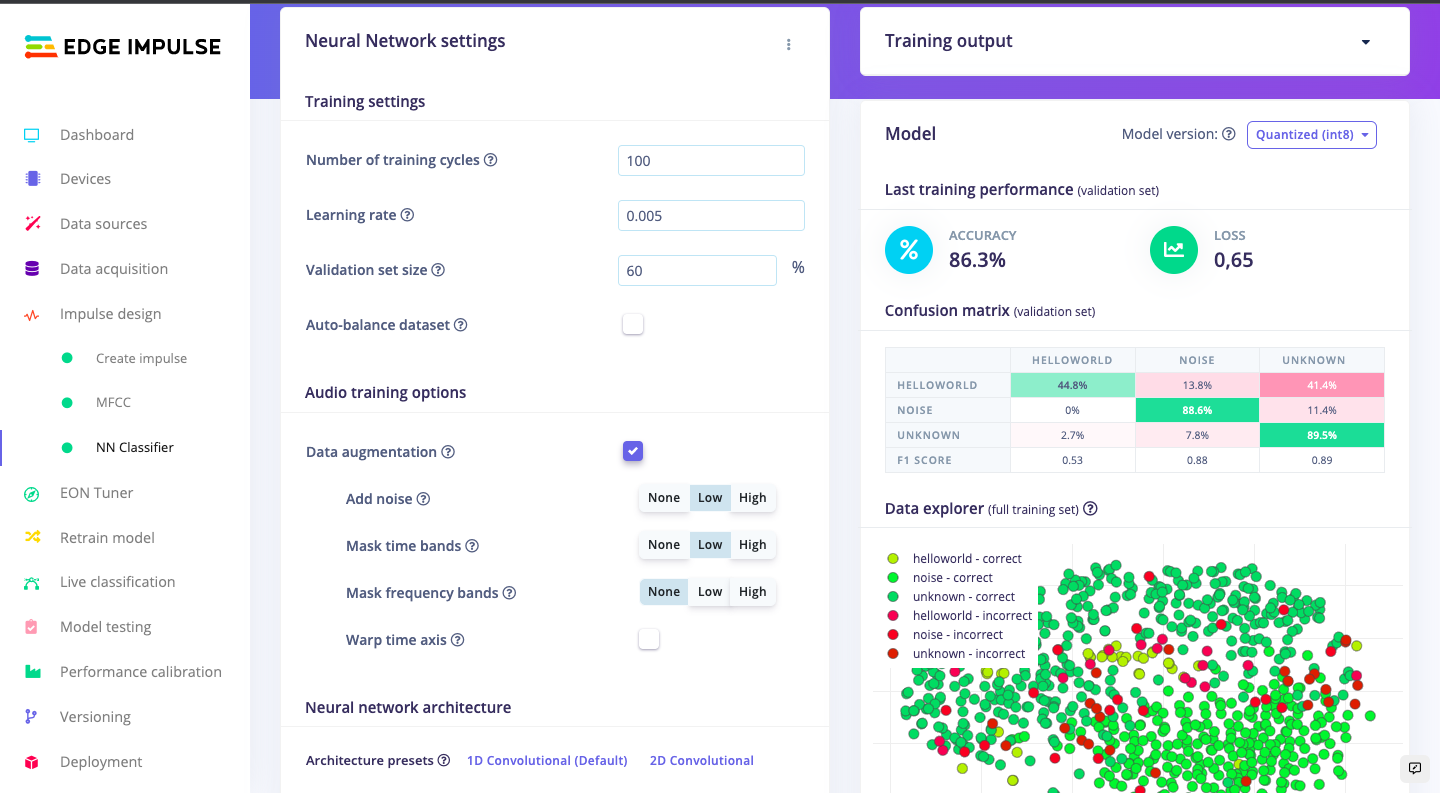 EDGE IMPULSE
Dashboard
Devices
Data sources
Data acquisition
Impulse design
Create impulse
MFCC
NN Classifier
EON Tuner
Retrain model
Live classification
Model testing
Performance calibration
Versioning
Deployment
Neural Network settings
Training settings
Number of training cycles 100
Learning rate 0.005
Validation set size 60 %
Auto-balance dataset
Audio training options
Data augmentation
Add noise None Low High
Mask time bands None Low High
Mask frequency bands None Low High
Warp time axis
Neural network architecture
Architecture presets 1D Convolutional (Default) 2D Convolutional
Training output
Model Model version: Quantized (int8)
Last training performance (validation set)
% ACCURACY
86.3%
LOSS
0,65
Confusion matrix (validation set)
HELLOWORLD NOISE UNKNOWN
HELLOWORLD 44.8% 13.8% 41.4%
NOISE 0% 88.6% 11.4%
UNKNOWN 2.7% 7.8% 89.5%
F1 SCORE 0.53 0.88 0.89
Data explorer (full training set)
helloworld - correct
noise - correct
unknown - correct
helloworld - incorrect
noise - incorrect
unknown - incorrect